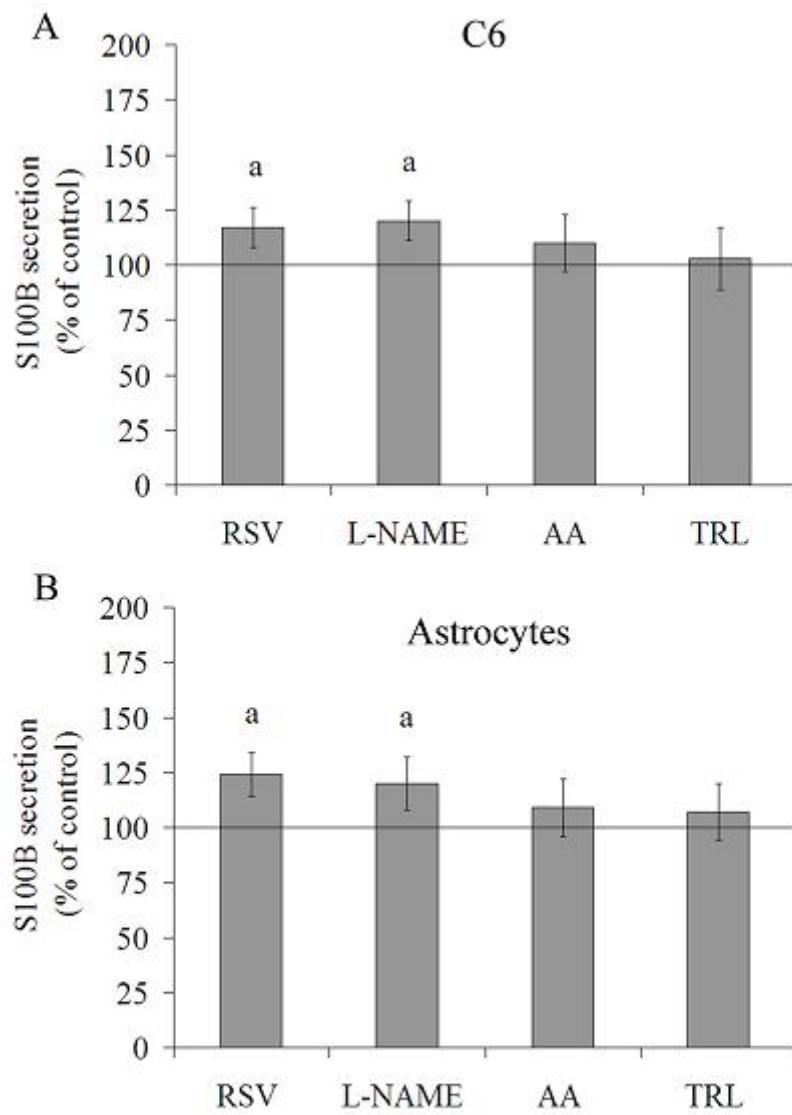 A
C6
S100B secretion
(% of control)
200
175
150
125
100
75
50
25
0
a
a
RSV
L-NAME
AA
TRL
B
Astrocytes
S100B secretion
(% of control)
200
175
150
125
100
75
50
25
0
a
a
RSV
L-NAME
AA
TRL